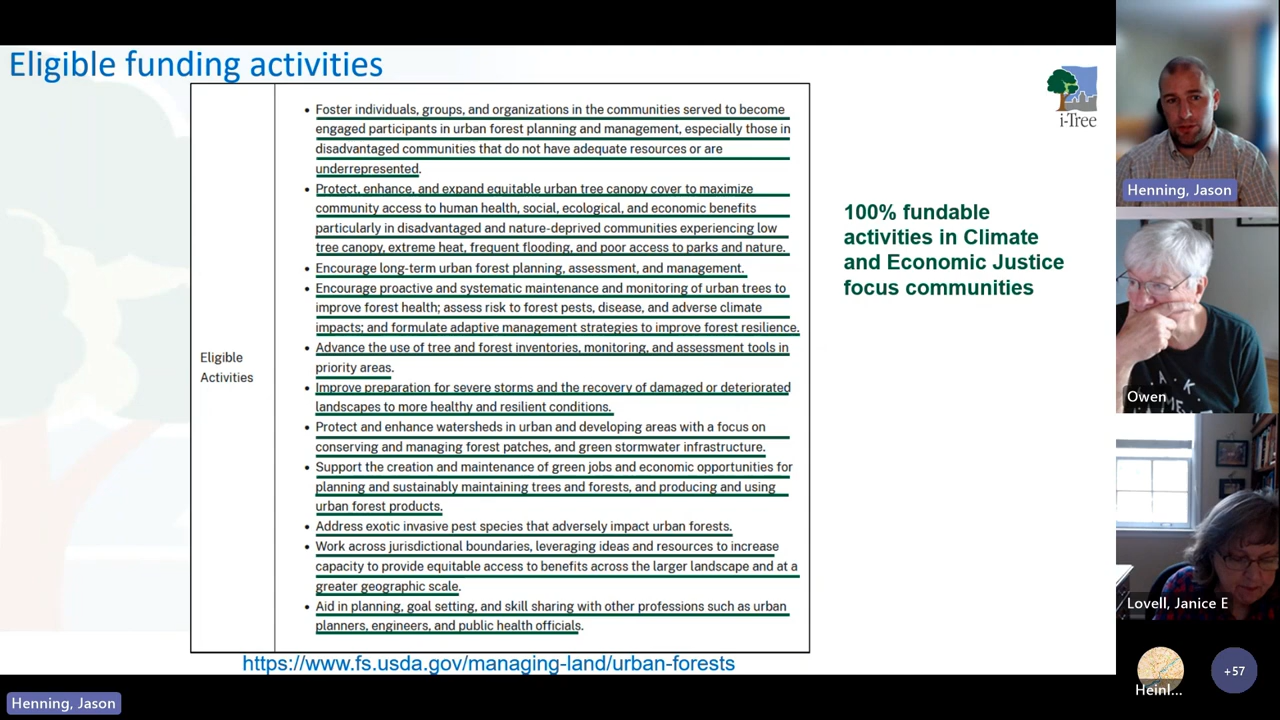 Eligible funding activities
Eligible
Activities
• Foster individuals, groups, and organizations in the communities served to become
engaged participants in urban forest planning and management, especially those in
disadvantaged communities that do not have adequate resources or are
underrepresented.
• Protect, enhance, and expand equitable urban tree canopy cover to maximize
community access to human health, social, ecological, and economic benefits
particularly in disadvantaged and nature-deprived communities experiencing low
tree canopy, extreme heat, frequent flooding, and poor access to parks and nature.
• Encourage long-term urban forest planning, assessment, and management.
• Encourage proactive and systematic maintenance and monitoring of urban trees to
improve forest health; assess risk to forest pests, disease, and adverse climate
impacts; and formulate adaptive management strategies to improve forest resilience.
• Advance the use of tree and forest inventories, monitoring, and assessment tools in
priority areas.
• Improve preparation for severe storms and the recovery of damaged or deteriorated
landscapes to more healthy and resilient conditions.
• Protect and enhance watersheds in urban and developing areas with a focus on
conserving and managing forest patches, and green stormwater infrastructure.
• Support the creation and maintenance of green jobs and economic opportunities for
planning and sustainably maintaining trees and forests, and producing and using
urban forest products.
• Address exotic invasive pest species that adversely impact urban forests.
• Work across jurisdictional boundaries, leveraging ideas and resources to increase
capacity to provide equitable access to benefits across the larger landscape and at a
greater geographic scale.
• Aid in planning, goal setting, and skill sharing with other professions such as urban
planners, engineers, and public health officials.
https://www.fs.usda.gov/managing-land/urban-forests
i-Tree
100% fundable
activities in Climate
and Economic Justice
focus communities
Henning, Jason
Owen
Lovell, Janice E
Heinl...
+57
Henning, Jason